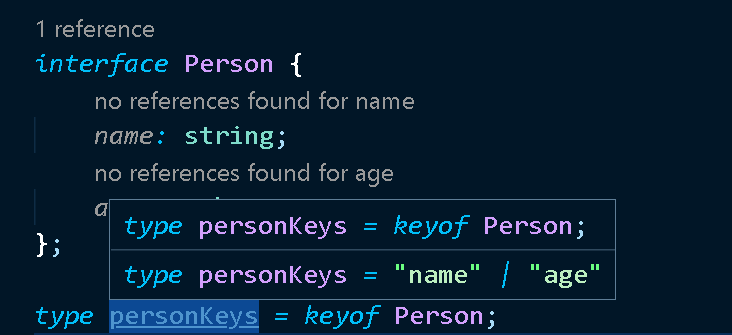 1 reference
interface Person {
no references found for name
name: string;
no references found for age
a
type personKeys = keyof Person;
};
type personKeys = "name" | "age"
type personKeys = keyof Person;